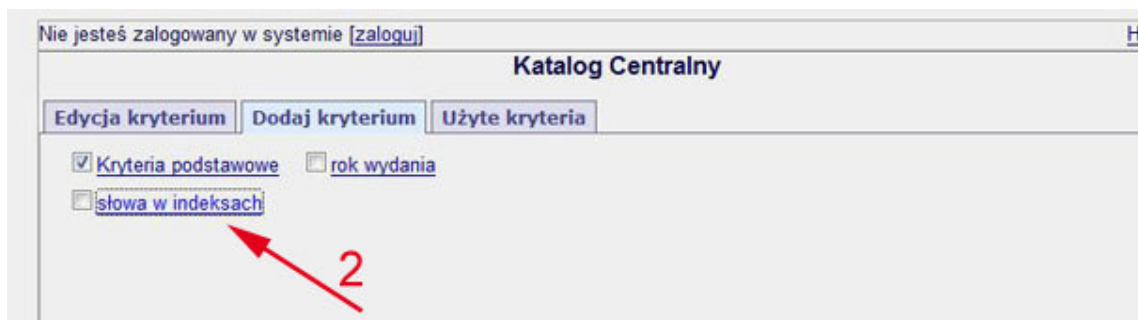 Nie jesteś zalogowany w systemie [zaloguj] H
Katalog Centralny
Edycja kryterium Dodaj kryterium Użyte kryteria
Kryteria podstawowe rok wydania
słowa w indeksach
2